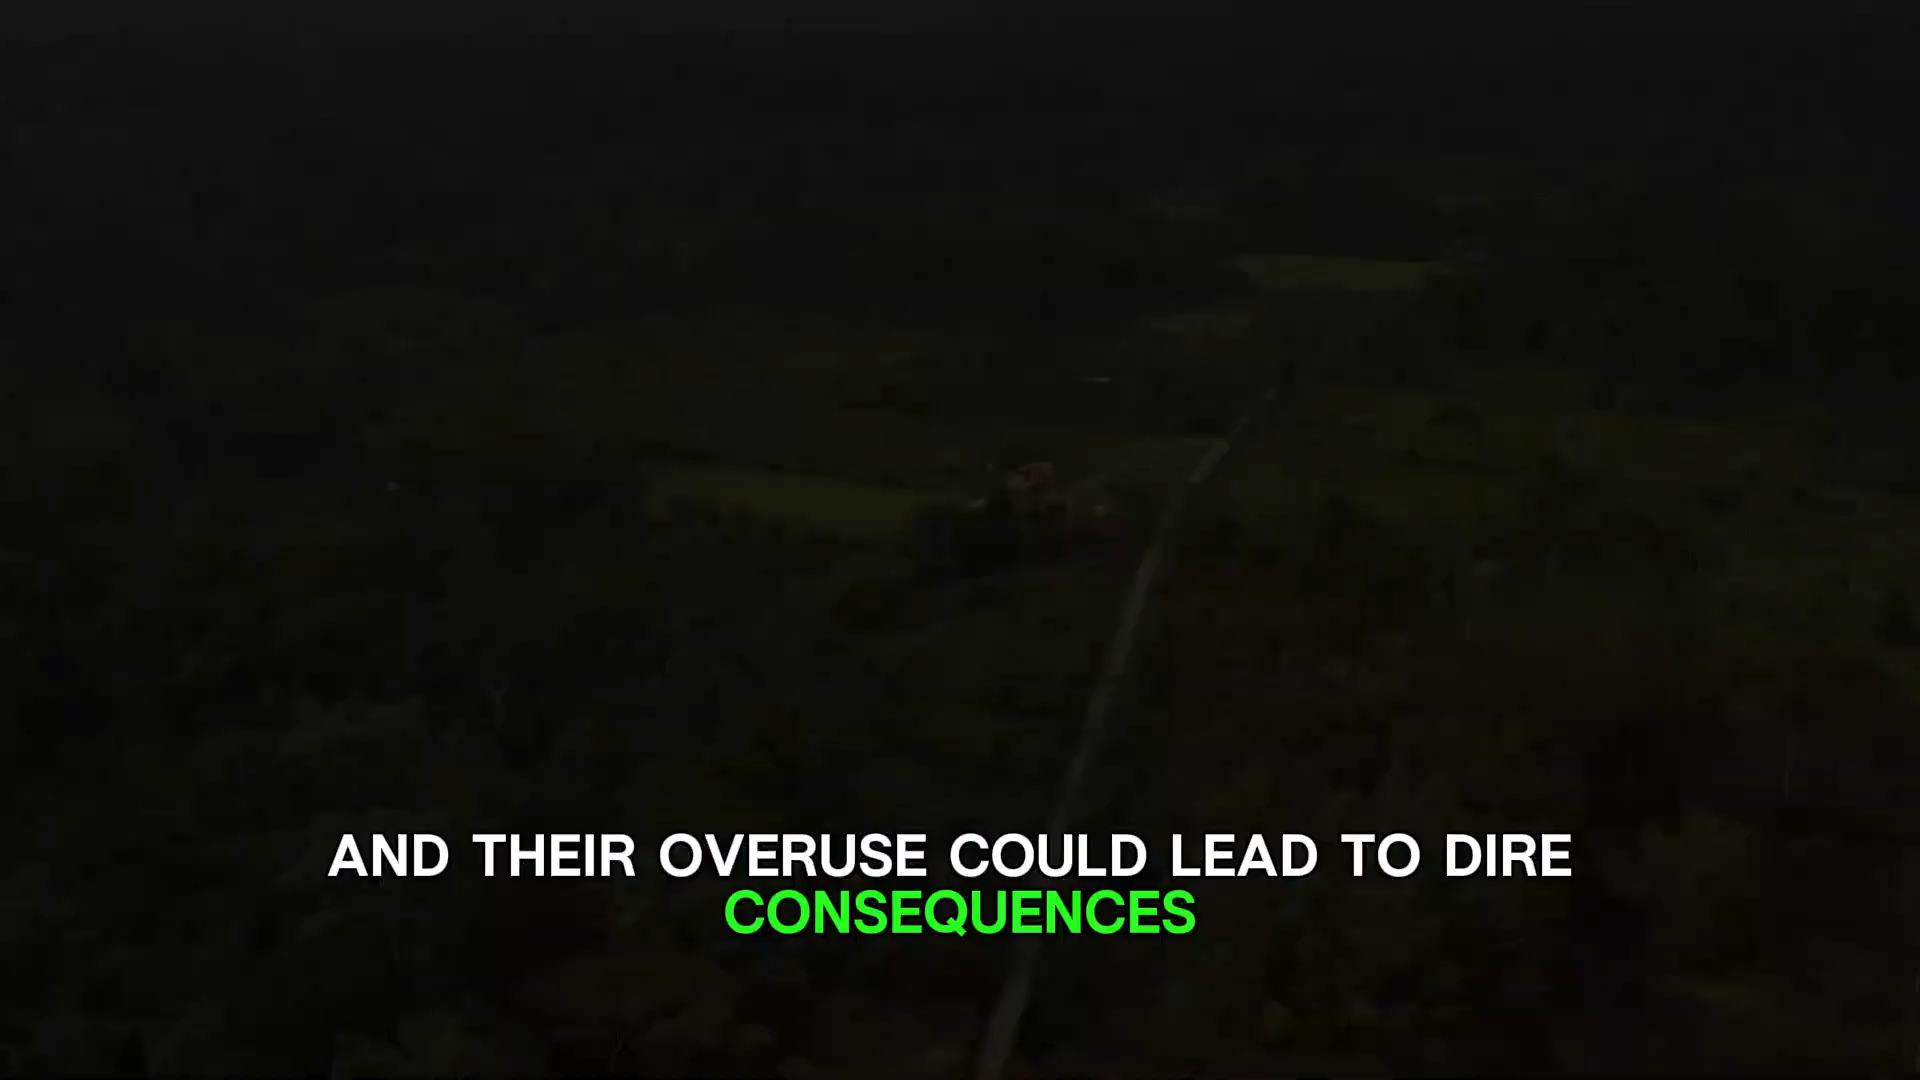 AND THEIR OVERUSE COULD LEAD TO DIRE
CONSEQUENCES